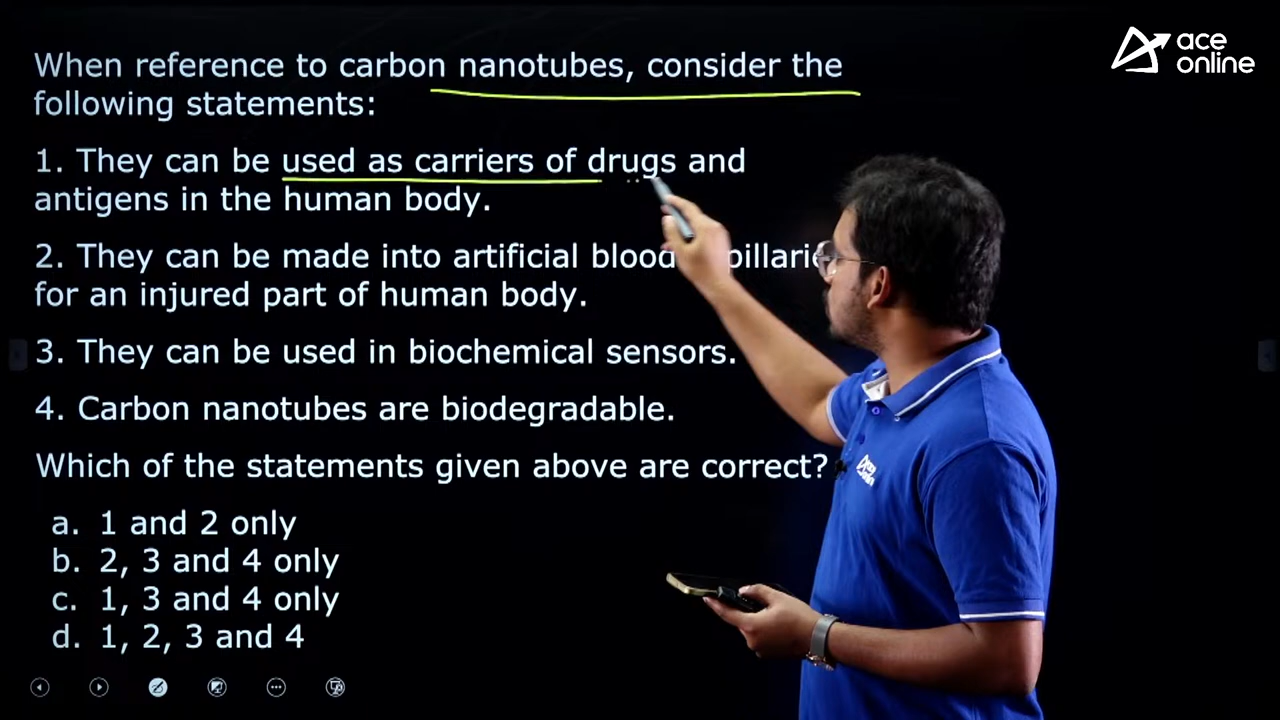 ace
online
When reference to carbon nanotubes, consider the
following statements:
1. They can be used as carriers of drugs and
antigens in the human body.
2. They can be made into artificial blood
for an injured part of human body.
3. They can be used in biochemical sensors.
4. Carbon nanotubes are biodegradable.
Which of the statements given above are correct?
a. 1 and 2 only
b. 2, 3 and 4 only
c. 1, 3 and 4 only
d. 1, 2, 3 and 4